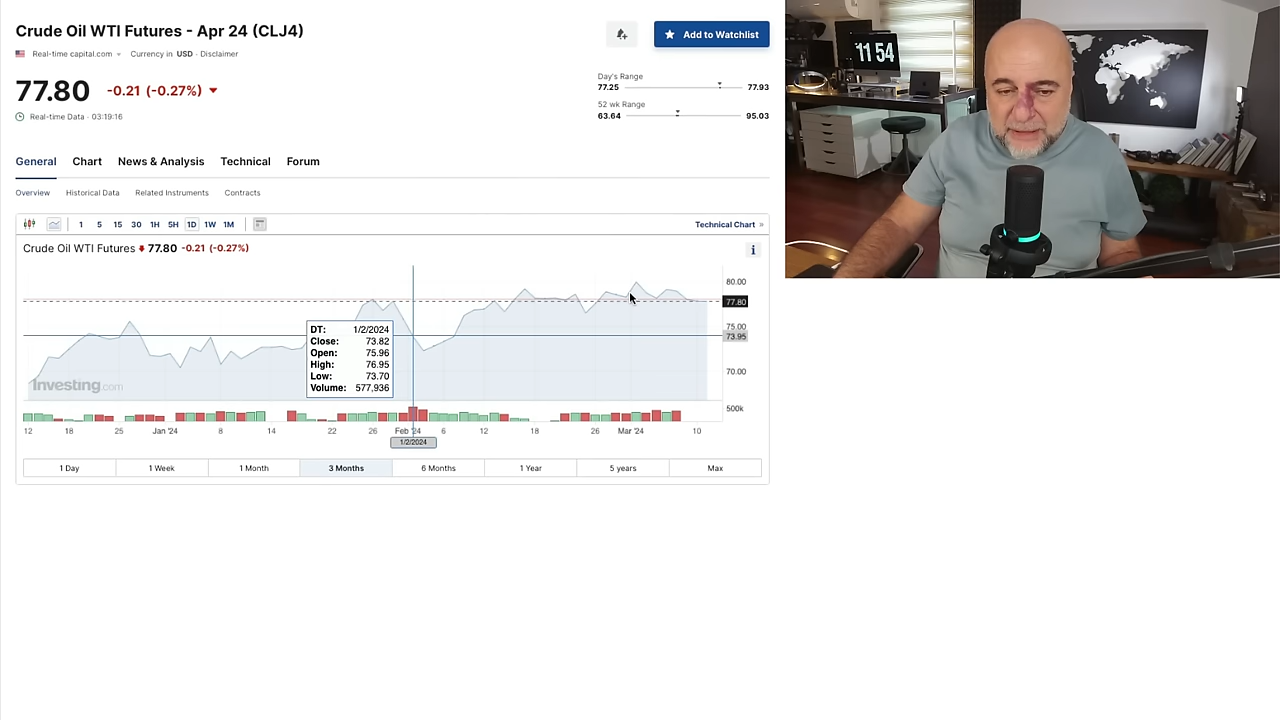 Crude Oil WTI Futures - Apr 24 (CLJ4)
Add to Watchlist
Real-time capital.com
Currency in USD · Disclaimer
77.80 -0.21 (-0.27%)
Real-time Data · 03:19:16
Day's Range
77.25 77.93
52 wk Range
63.64 95.03
General Chart News & Analysis Technical Forum
Overview Historical Data Related Instruments Contracts
1 5 15 30 1H 5H 1D 1W 1M
Technical Chart »
Crude Oil WTI Futures 77.80 -0.21 (-0.27%)
i
80.00
77.80
75.00
73.95
70.00
500k
DT: 1/2/2024
Close: 73.82
Open: 75.96
High: 76.95
Low: 73.70
Volume: 577,936
Investing.com
12 18 25 Jan '24 8 14 22 26 Feb '24 6 12 18 26 Mar '24 10
1/2/2024
1 Day 1 Week 1 Month 3 Months 6 Months 1 Year 5 years Max
11 54